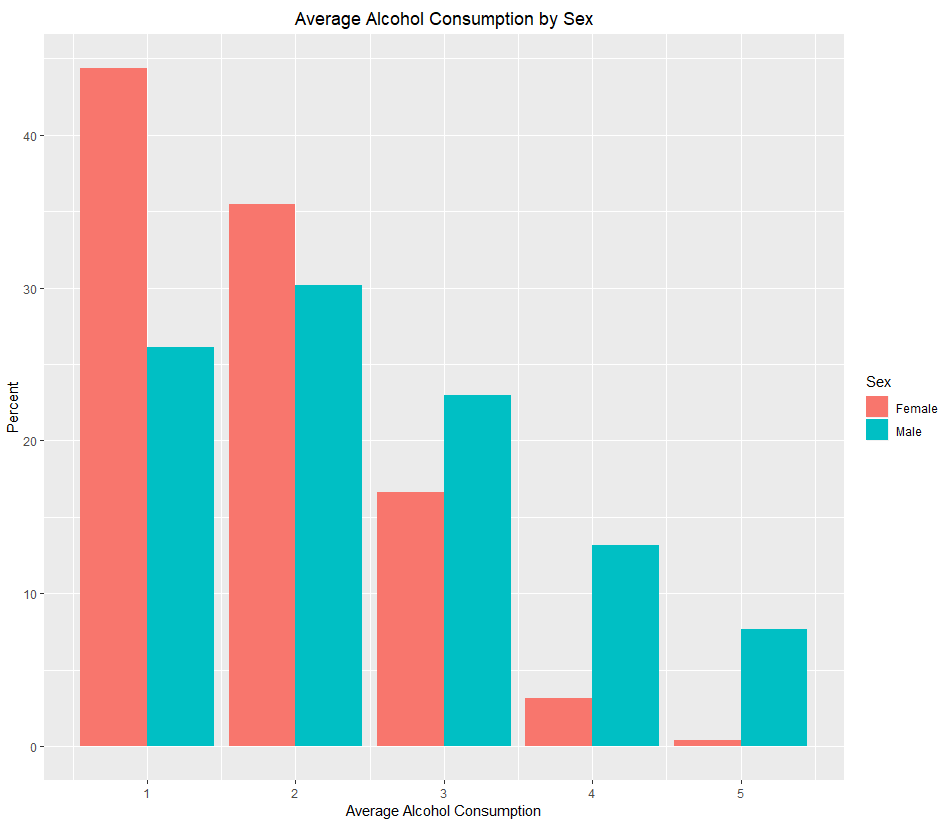 Average Alcohol Consumption by Sex
40
30
20
10
0
Percent
1 2 3 4 5
Average Alcohol Consumption
Sex
Female
Male